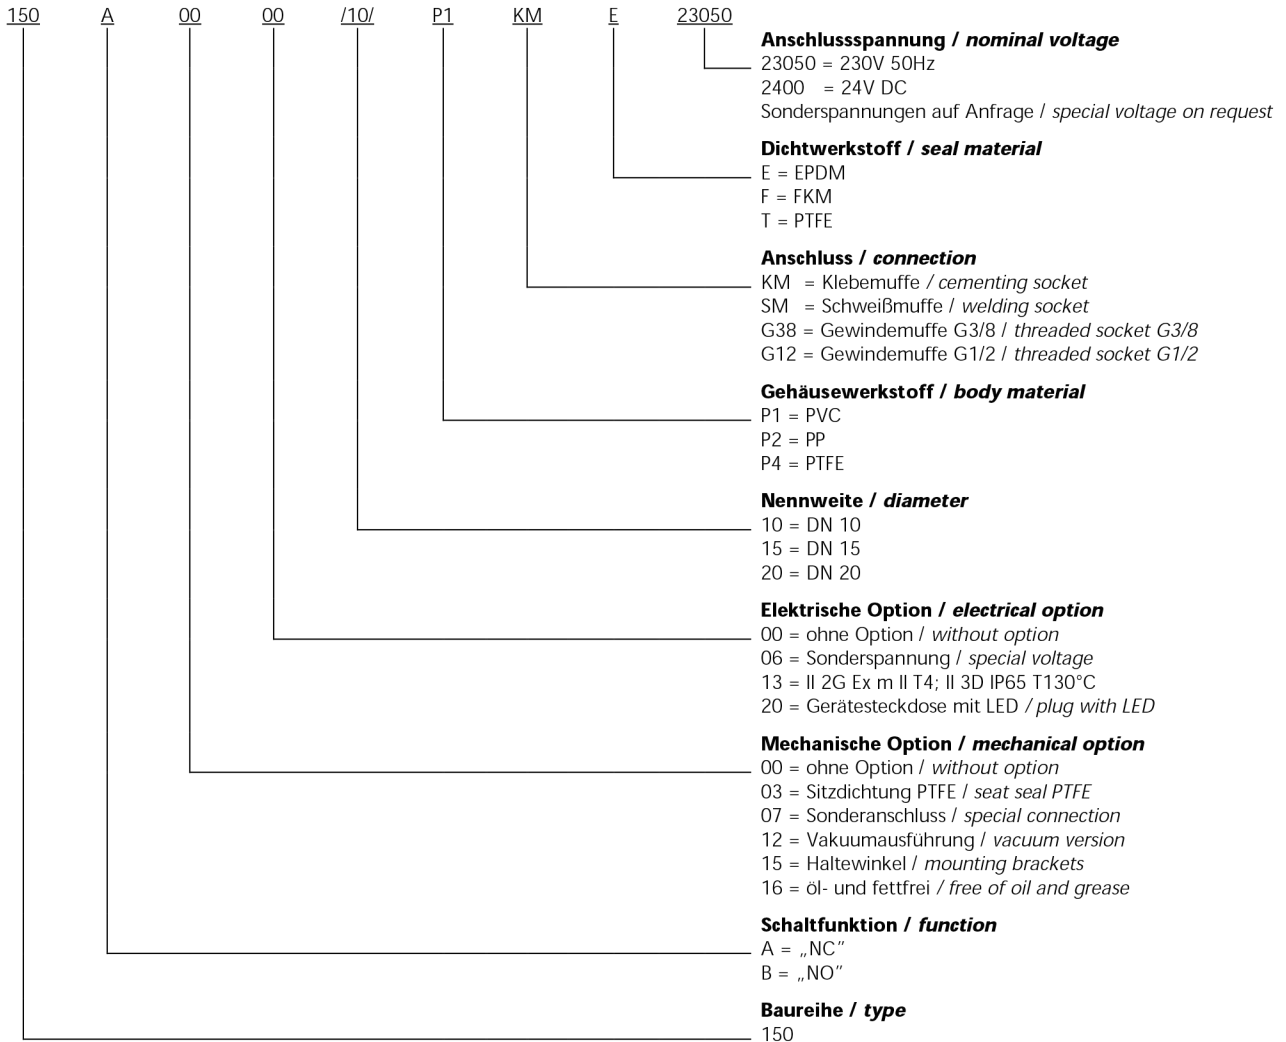 150 A 00 00 /10/ P1 KM E 23050
Anschlussspannung / nominal voltage
23050 = 230V 50Hz
2400 = 24V DC
Sonderspannungen auf Anfrage / special voltage on request
Dichtwerkstoff / seal material
E = EPDM
F = FKM
T = PTFE
Anschluss / connection
KM = Klebemuffe / cementing socket
SM = Schweißmuffe / welding socket
G38 = Gewindemuffe G3/8 / threaded socket G3/8
G12 = Gewindemuffe G1/2 / threaded socket G1/2
Gehäusewerkstoff / body material
P1 = PVC
P2 = PP
P4 = PTFE
Nennweite / diameter
10 = DN 10
15 = DN 15
20 = DN 20
Elektrische Option / electrical option
00 = ohne Option / without option
06 = Sonderspannung / special voltage
13 = II 2G Ex m II T4; II 3D IP65 T130°C
20 = Gerätesteckdose mit LED / plug with LED
Mechanische Option / mechanical option
00 = ohne Option / without option
03 = Sitzdichtung PTFE / seat seal PTFE
07 = Sonderanschluss / special connection
12 = Vakuumausführung / vacuum version
15 = Haltewinkel / mounting brackets
16 = öl- und fettfrei / free of oil and grease
Schaltfunktion / function
A = „NC”
B = „NO”
Baureihe / type
150